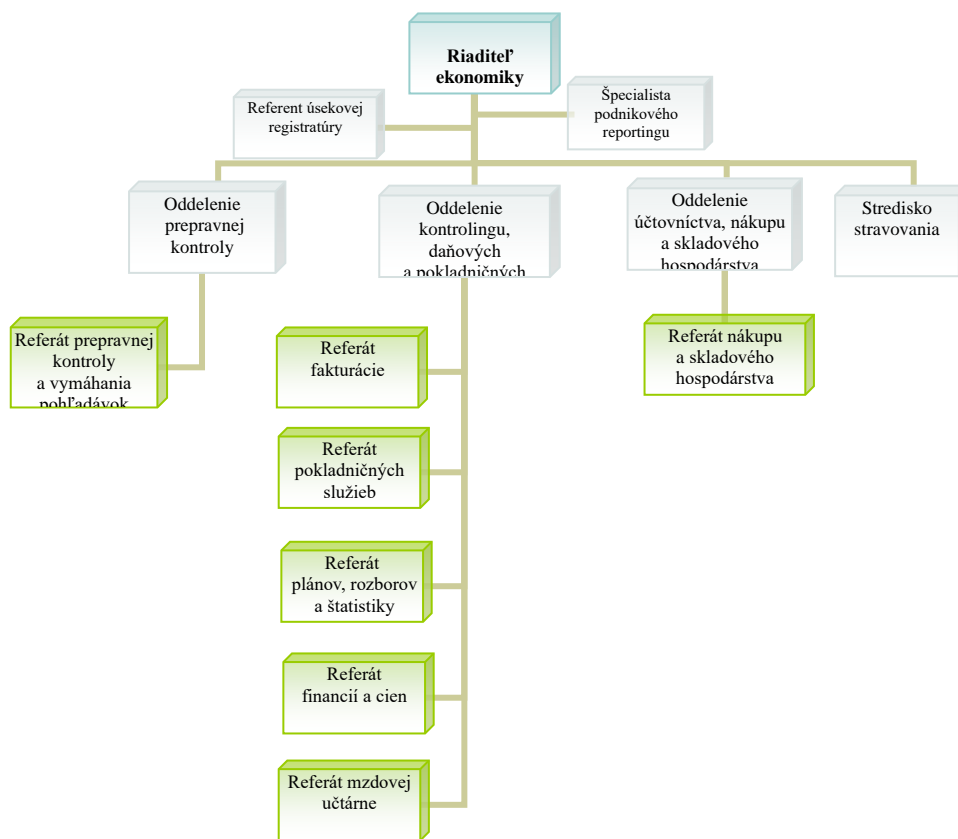 Riaditeľ
ekonomiky
Referent úsekovej
registratúry
Špecialista
podnikového
reportingu
Oddelenie
prepravnej
kontroly
Oddelenie
kontrolingu,
daňových
a pokladničných
Oddelenie
účtovníctva, nákupu
a skladového
hospodárstva
Stredisko
stravovania
Referát prepravnej
kontroly
a vymáhania
pohľadávok
Referát
fakturácie
Referát nákupu
a skladového
hospodárstva
Referát
pokladničných
služieb
Referát
plánov, rozborov
a štatistiky
Referát
financií a cien
Referát mzdovej
učtárne